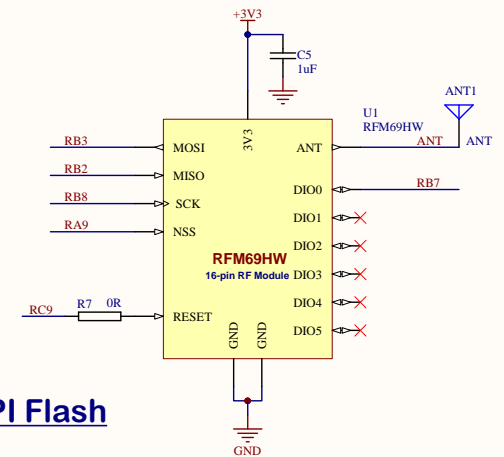 +3V3
C5
1uF
ANT1
U1
RFM69HW
ANT
ANT
RB3
MOSI
3V3
ANT
RB2
MISO
DIO0
RB7
RB8
SCK
DIO1
RA9
NSS
DIO2
RFM69HW
16-pin RF Module
DIO3
DIO4
RC9
R7
0R
RESET
DIO5
GND
GND
PI Flash
GND